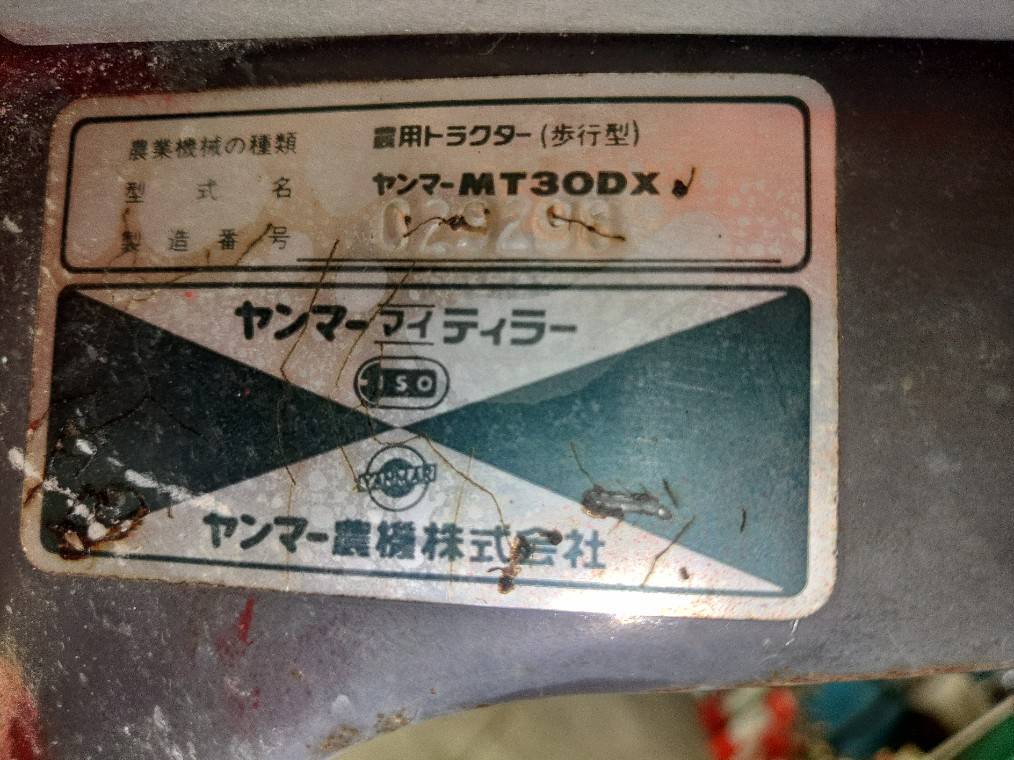 農業機械の種類 農用トラクター(歩行型)
型式名 ヤンマーMT30DX
製造番号
ヤンマーマイティラー
ISO
YANMAR
ヤンマー農機株式会社